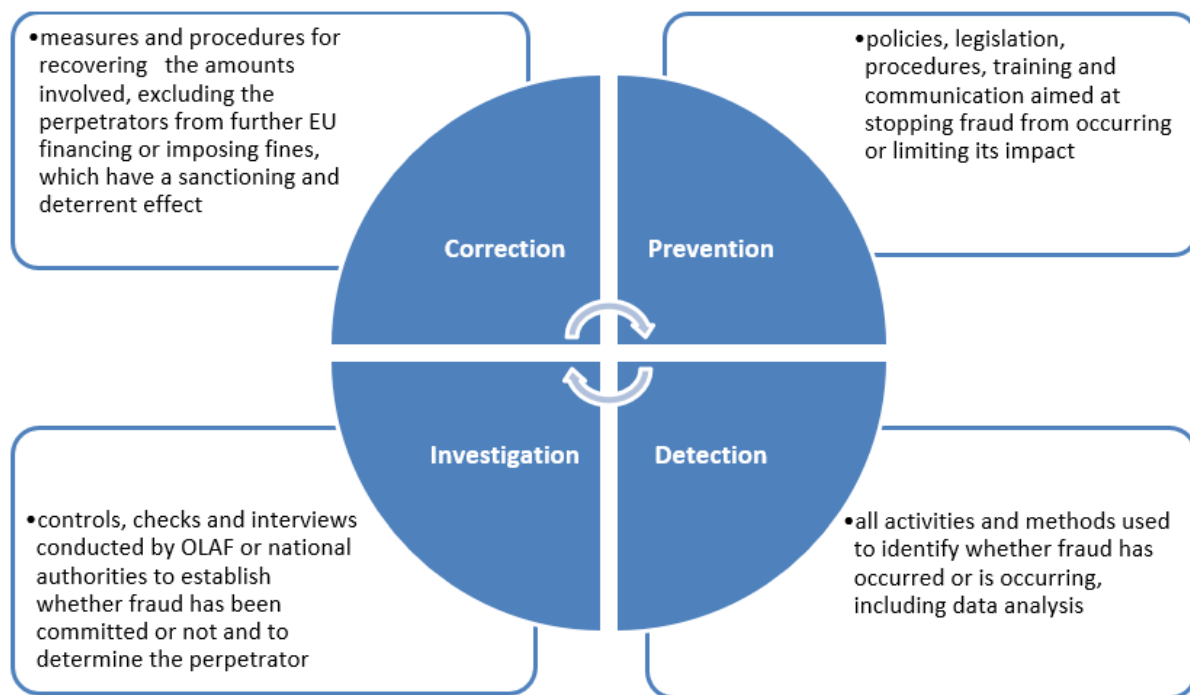 •measures and procedures for
recovering the amounts
involved, excluding the
perpetrators from further EU
financing or imposing fines,
which have a sanctioning and
deterrent effect
•policies, legislation,
procedures, training and
communication aimed at
stopping fraud from occurring
or limiting its impact
Correction
Prevention
Investigation
Detection
•controls, checks and interviews
conducted by OLAF or national
authorities to establish
whether fraud has been
committed or not and to
determine the perpetrator
•all activities and methods used
to identify whether fraud has
occurred or is occurring,
including data analysis